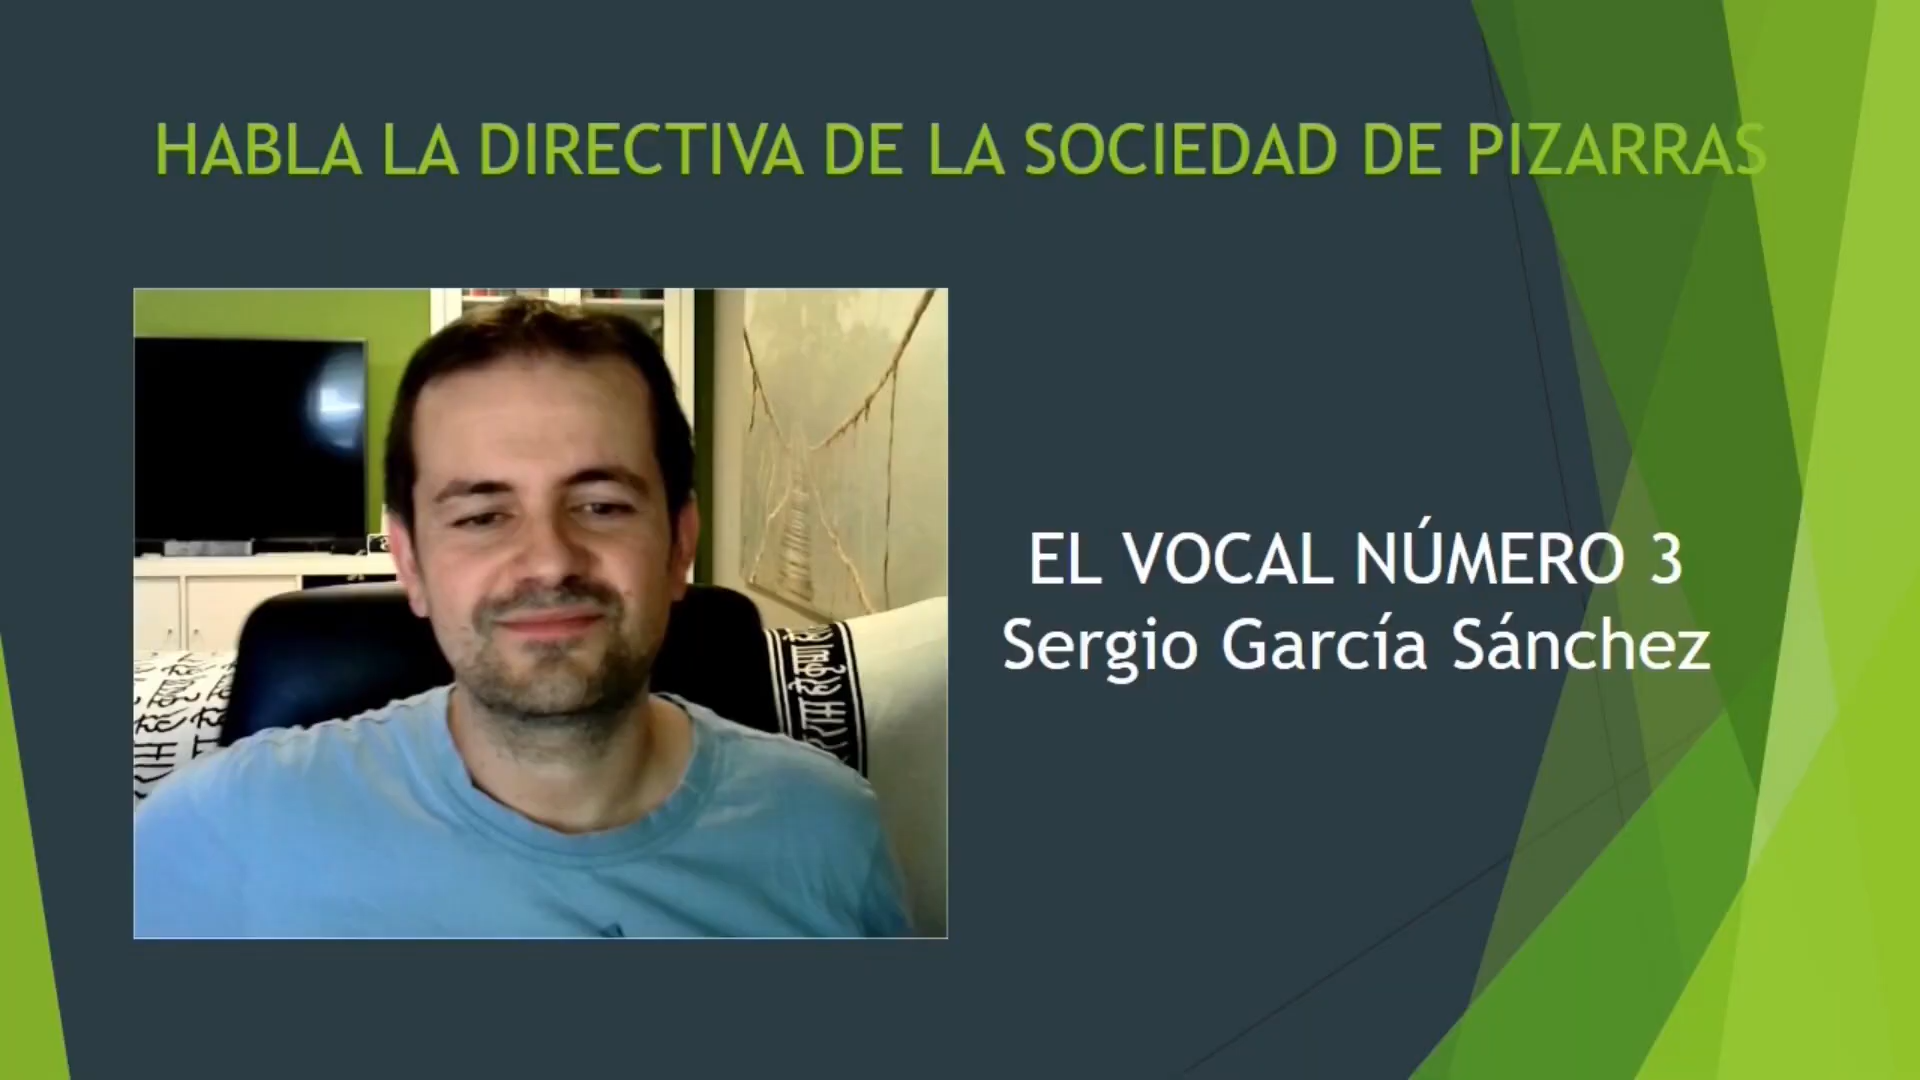 HABLA LA DIRECTIVA DE LA SOCIEDAD DE PIZARRAS
EL VOCAL NÚMERO 3
Sergio García Sánchez